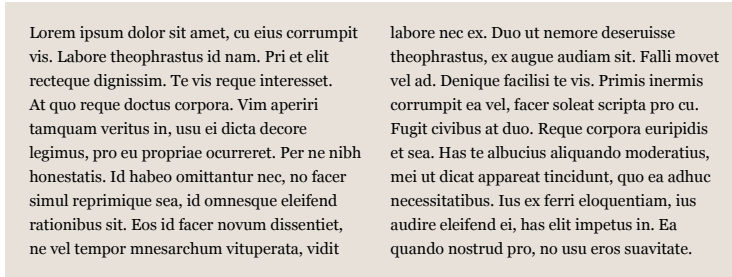 Lorem ipsum dolor sit amet, cu eius corrumpit
vis. Labore theophrastus id nam. Pri et elit
recteque dignissim. Te vis reque interesset.
At quo reque doctus corpora. Vim aperiri
tamquam veritus in, usu ei dicta decore
legimus, pro eu propriae ocurreret. Per ne nibh
honestatis. Id habeo omittantur nec, no facer
simul reprimique sea, id omnesque eleifend
rationibus sit. Eos id facer novum dissentiet,
ne vel tempor mnesarchum vituperata, vidit
labore nec ex. Duo ut nemore deseruisse
theophrastus, ex augue audiam sit. Falli movet
vel ad. Denique facilisi te vis. Primis inermis
corrumpit ea vel, facer soleat scripta pro cu.
Fugit civibus at duo. Reque corpora euripidis
et sea. Has te albucius aliquando moderatius,
mei ut dicat appareat tincidunt, quo ea adhuc
necessitatibus. Ius ex ferri eloquentiam, ius
audire eleifend ei, has elit impetus in. Ea
quando nostrud pro, no usu eros suavitate.